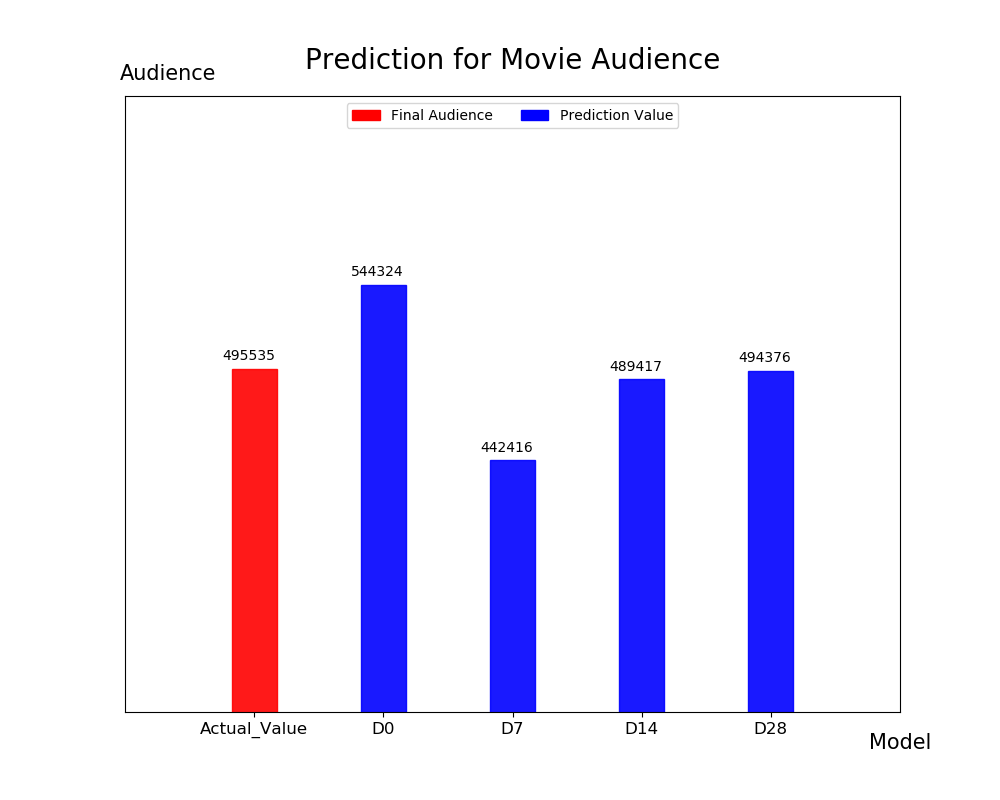 Prediction for Movie Audience
Audience
Final Audience Prediction Value
544324
495535
494376
489417
442416
Actual_Value D0 D7 D14 D28
Model